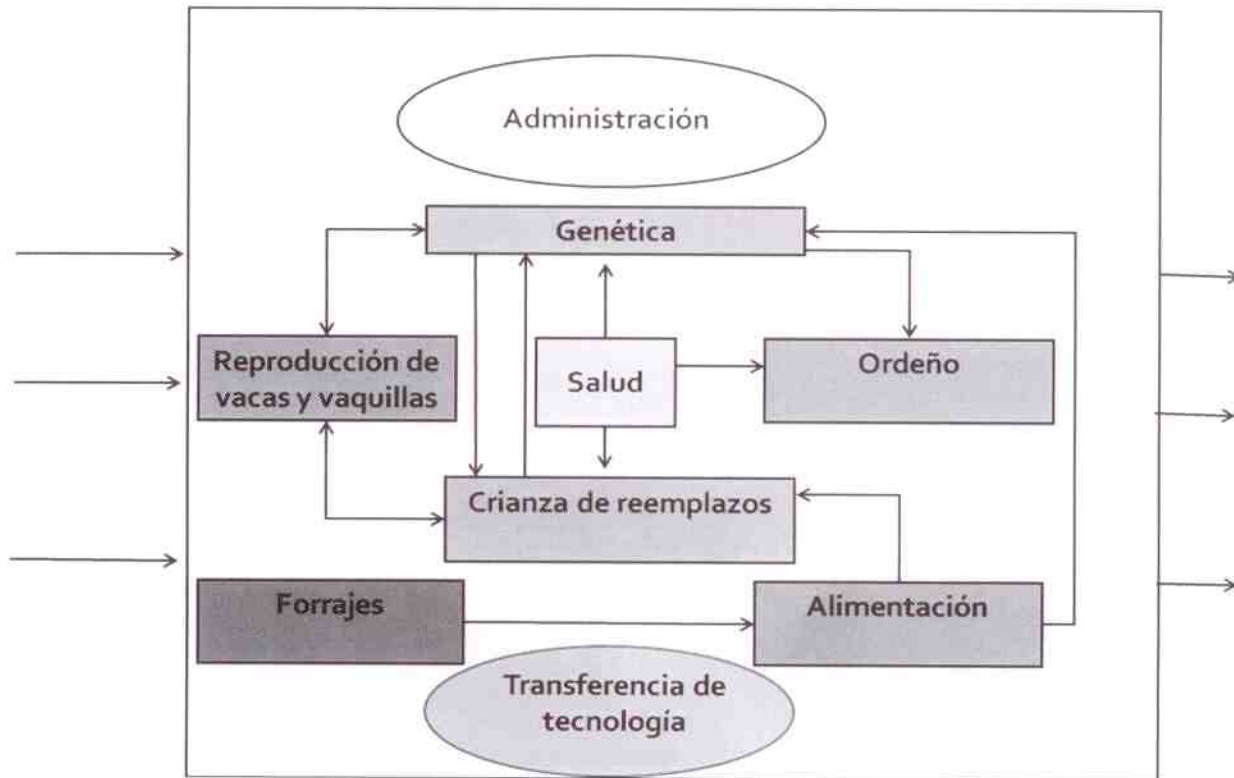 Administración
Genética
Reproducción de
vacas y vaquillas
Salud
Ordeño
Crianza de reemplazos
Forrajes
Alimentación
Transferencia de
tecnología